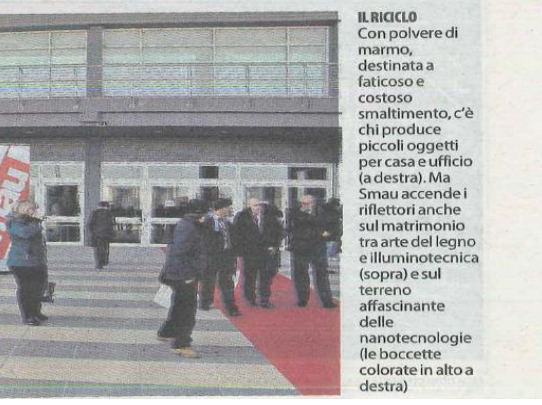 IL RICICLO
Con polvere di
marmo,
destinata a
faticoso e
costoso
smaltimento, c'è
chi produce
piccoli oggetti
per casa e ufficio
(a destra). Ma
Smau accende i
riflettori anche
sul matrimonio
tra arte del legno
e illuminotecnica
(sopra) e sul
terreno
affascinante
delle
nanotecnologie
(le boccette
colorate in alto a
destra)